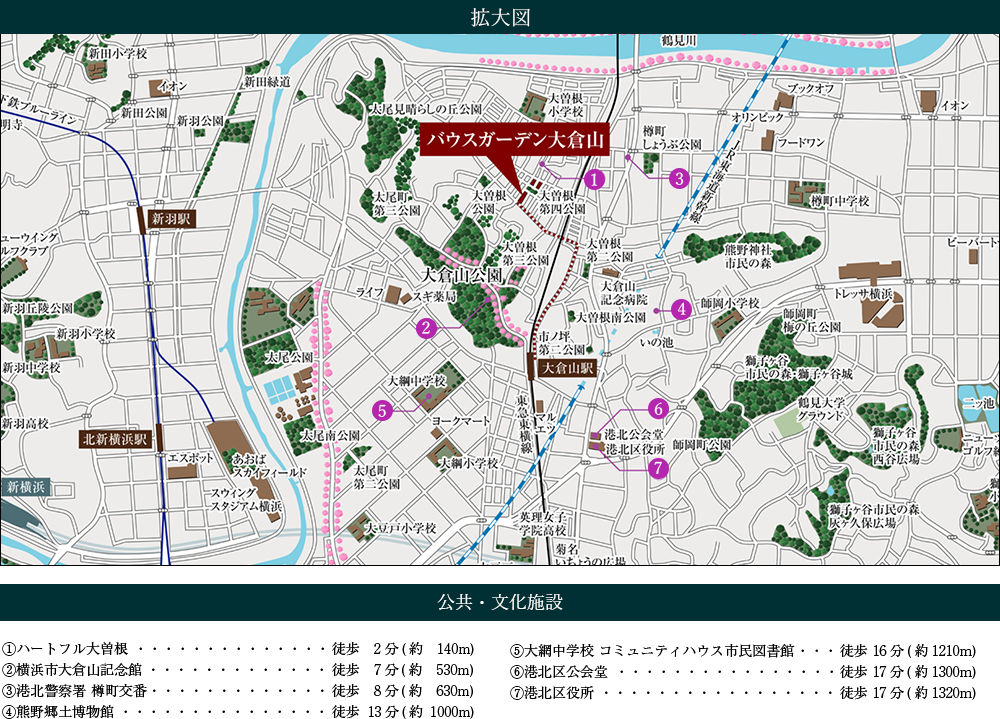 拡大図
鶴見川
新田小学校
イオン
新田緑道
ブックオフ
イオン
太尾見晴らしの丘公園
大曽根
小学校
下鉄ブルーライン
新田公園
新羽公園
オリンピック
明寺
バウスガーデン大倉山
樽町
しょうぶ公園
フードワン
JR東海道新幹線
①
③
太尾町
第三公園
大曽根
公園
大曽根
第四公園
樽町中学校
新羽駅
ューウイング
ルフクラブ
大曽根
第三公園
大曽根
第二公園
熊野神社
市民の森
ビーバート
大倉山公園
大倉山
記念病院
ライフ
スギ薬局
トレッサ横浜
新羽丘陵公園
師岡小学校
④
大曽根南公園
師岡町
梅の丘公園
②
新羽小学校
市ノ坪
第二公園
いの池
新羽中学校
太尾公園
大倉山駅
獅子ヶ谷
市民の森・獅子ヶ谷城
大綱中学校
⑤
東急東横線
マル
エツ
⑥
鶴見大学
グラウンド
二ッ池
新羽高校
ヨークマート
太尾南公園
港北公会堂
港北区役所
師岡町公園
獅子ヶ谷
市民の森
西谷広場
北新横浜駅
ニュー
ゴルフ
エスポット
あおば
スカイフィールド
大綱小学校
⑦
太尾町
第二公園
新横浜
スウィング
スタジアム横浜
獅子ヶ谷市民の森
灰ヶ久保広場
獅
小
大豆戸小学校
英理女子
学院高校
菊名
いちょうの広場
公共・文化施設
①ハートフル大曽根 ・・・・・・・・・・・・・・ 徒歩 2分(約 140m)
②横浜市大倉山記念館 ・・・・・・・・・・・・・ 徒歩 7分(約 530m)
③港北警察署 樽町交番・・・・・・・・・・・・・ 徒歩 8分(約 630m)
④熊野郷土博物館 ・・・・・・・・・・・・・・・ 徒歩 13分(約 1000m)
⑤大綱中学校 コミュニティハウス市民図書館・・・徒歩 16分(約1210m)
⑥港北区公会堂 ・・・・・・・・・・・・・・・・徒歩 17分(約1300m)
⑦港北区役所 ・・・・・・・・・・・・・・・・・徒歩 17分(約1320m)